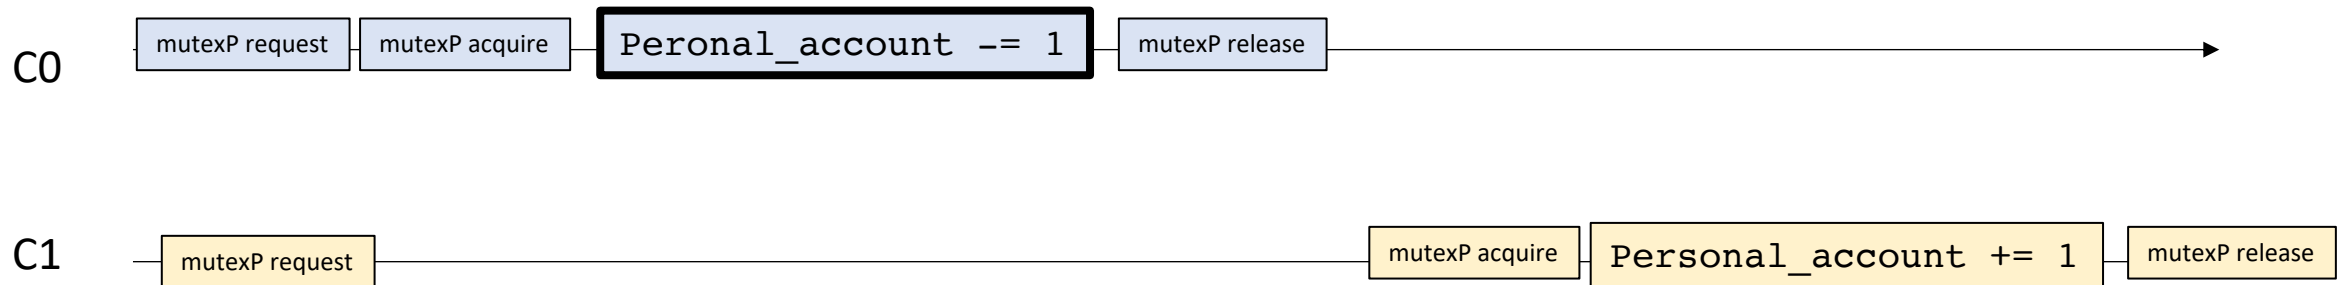 C0
mutexP request
mutexP acquire
Peronal_account -= 1
mutexP release
C1
mutexP request
mutexP acquire
Personal_account += 1
mutexP release